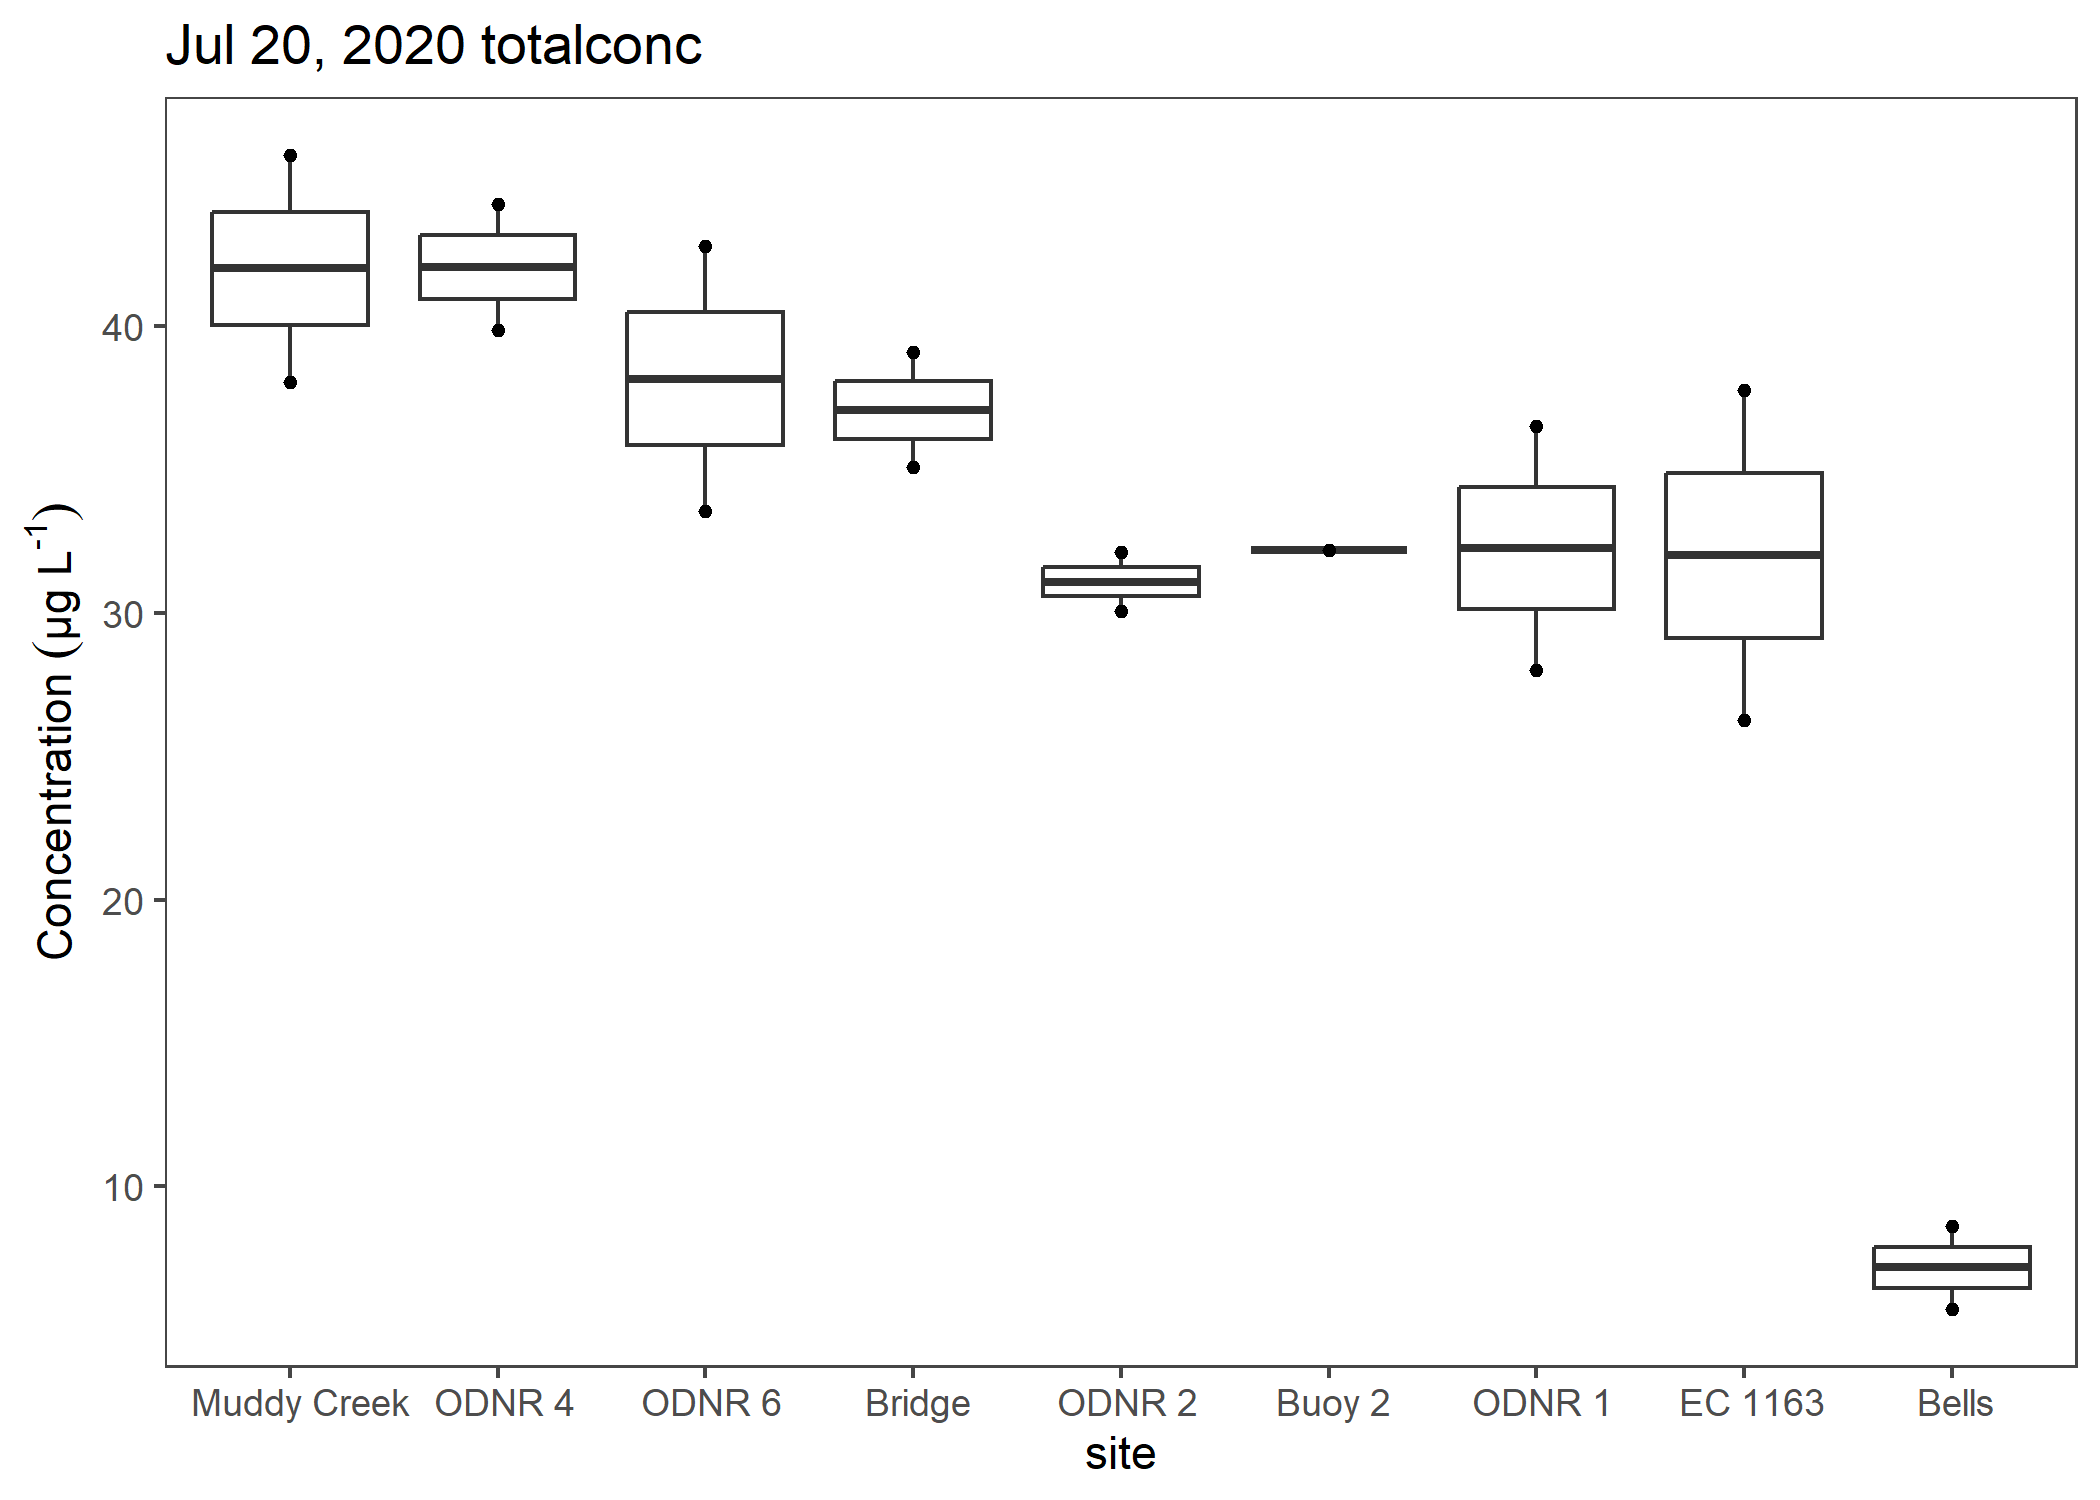 Jul 20, 2020 totalconc
Concentration (µg L⁻¹)
40
30
20
10
Muddy Creek ODNR 4 ODNR 6 Bridge ODNR 2 Buoy 2 ODNR 1 EC 1163 Bells
site